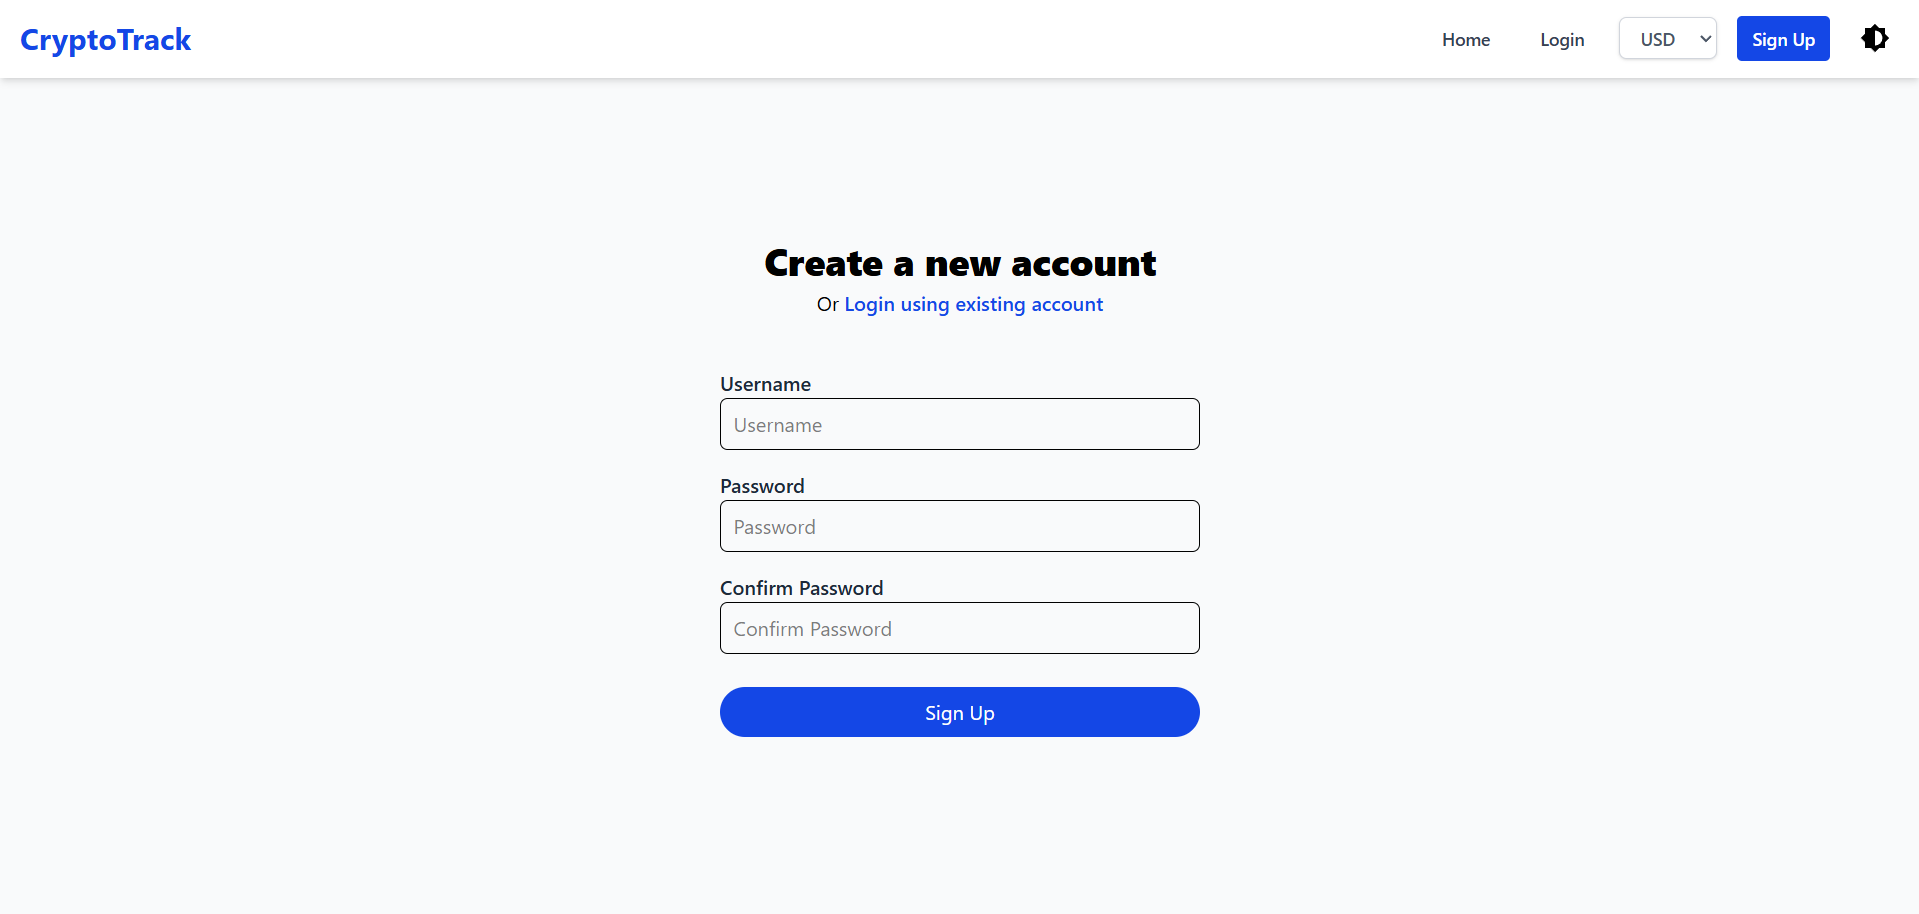 CryptoTrack
Home Login USD Sign Up
Create a new account
Or Login using existing account
Username
Username
Password
Password
Confirm Password
Confirm Password
Sign Up